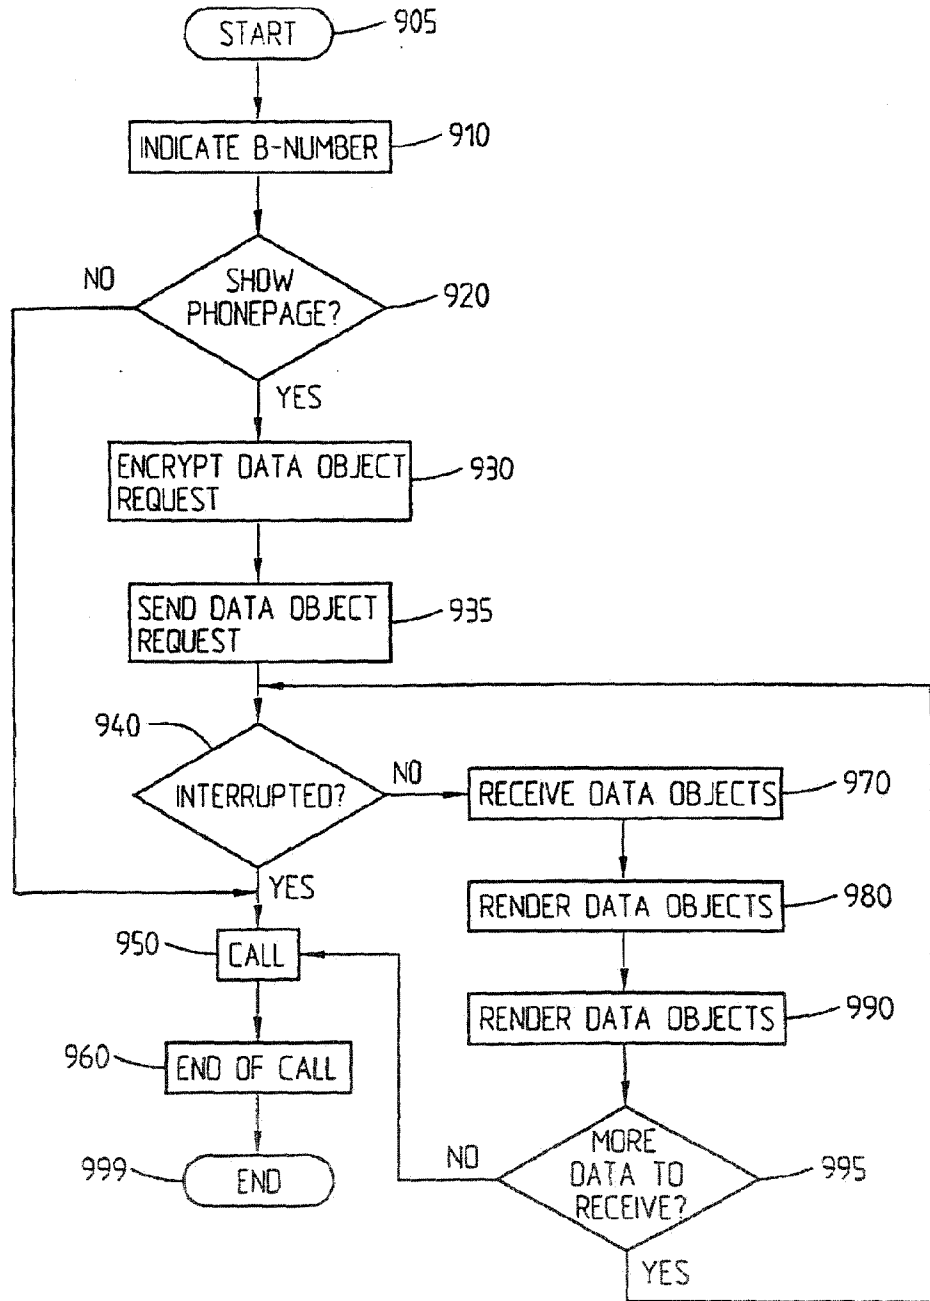 START
905
INDICATE B-NUMBER
910
NO
SHOW
PHONEPAGE?
920
YES
ENCRYPT DATA OBJECT
REQUEST
930
SEND DATA OBJECT
REQUEST
935
940
INTERRUPTED?
NO
RECEIVE DATA OBJECTS
970
YES
RENDER DATA OBJECTS
980
950
CALL
RENDER DATA OBJECTS
990
960
END OF CALL
NO
MORE
DATA TO
RECEIVE?
995
999
END
YES